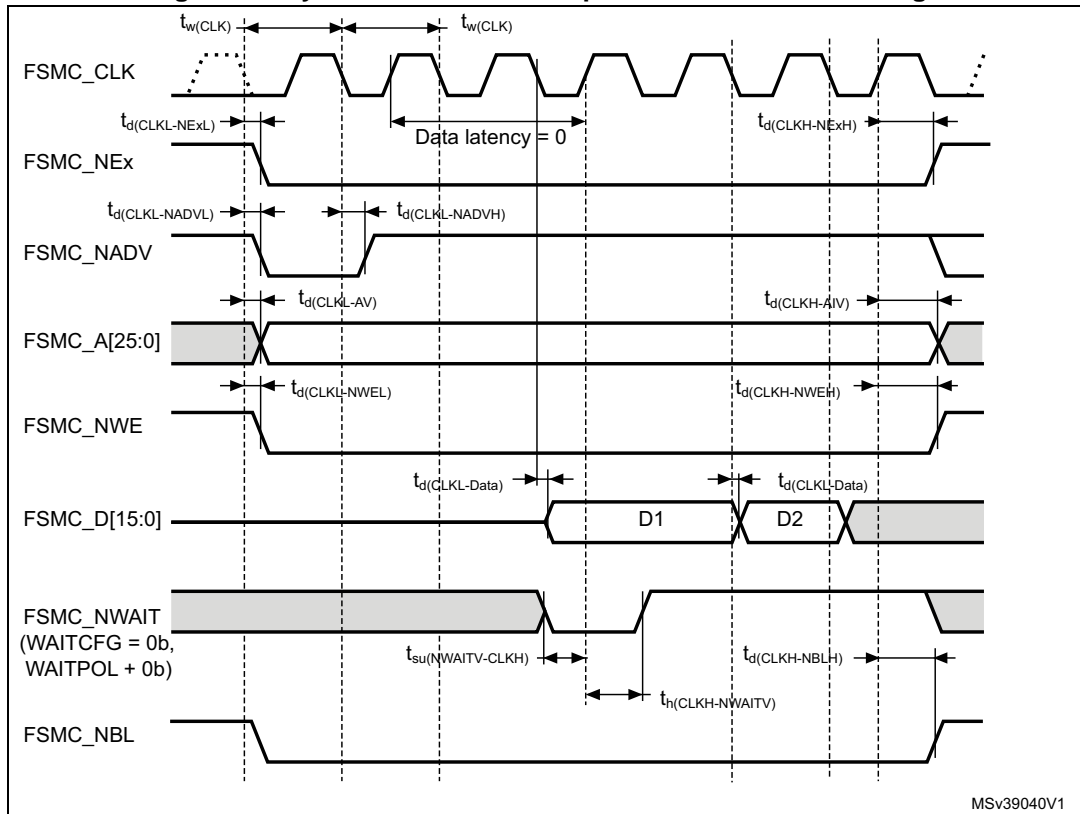 tw(CLK) tw(CLK)
FSMC_CLK
td(CLKL-NExL) Data latency = 0 td(CLKH-NExH)
FSMC_NEx
td(CLKL-NADVL) td(CLKL-NADVH)
FSMC_NADV
td(CLKL-AV) td(CLKH-AIV)
FSMC_A[25:0]
td(CLKL-NWEL) td(CLKH-NWEH)
FSMC_NWE
td(CLKL-Data) td(CLKL-Data)
FSMC_D[15:0] D1 D2
FSMC_NWAIT
(WAITCFG = 0b,
WAITPOL + 0b)
tsu(NWAITV-CLKH) td(CLKH-NBLH)
th(CLKH-NWAITV)
FSMC_NBL
MSv39040V1